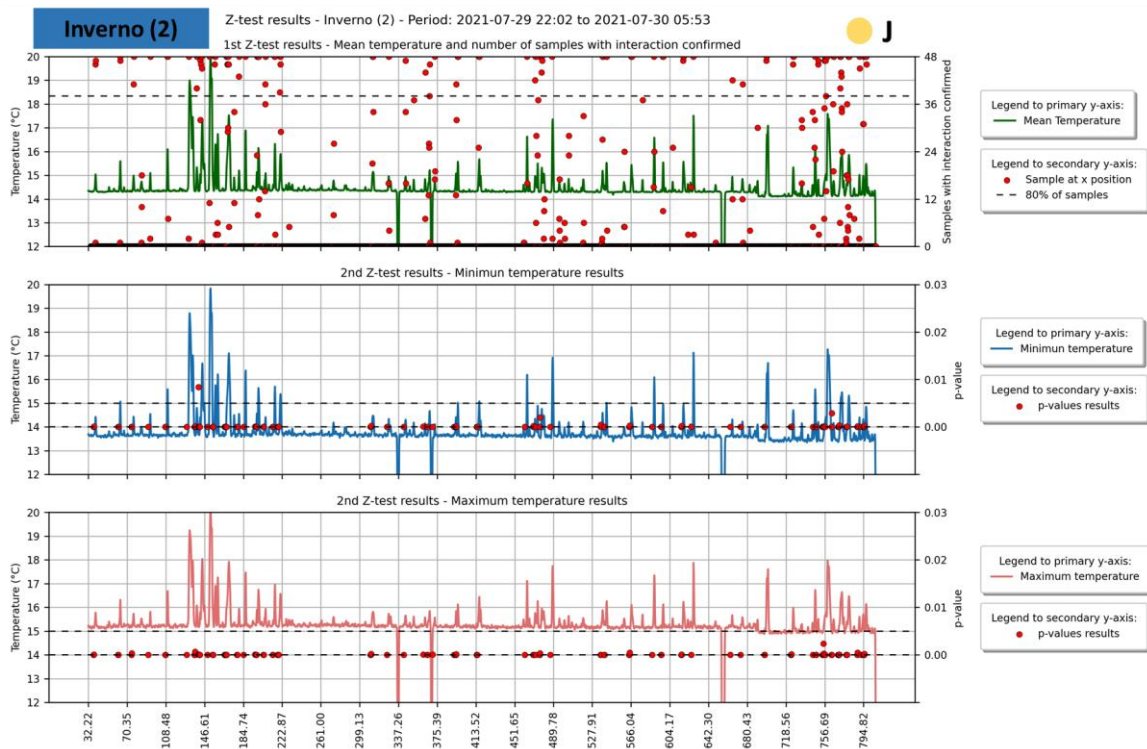 Inverno (2)
Z-test results - Inverno (2) - Period: 2021-07-29 22:02 to 2021-07-30 05:53
J
1st Z-test results - Mean temperature and number of samples with interaction confirmed
20
19
18
17
16
15
14
13
12
Temperature (°C)
48
36
24
12
0
Samples with interaction confirmed
Legend to primary y-axis:
Mean Temperature
Legend to secondary y-axis:
Sample at x position
80% of samples
2nd Z-test results - Minimun temperature results
20
19
18
17
16
15
14
13
12
Temperature (°C)
0.03
0.02
0.01
0.00
p-value
Legend to primary y-axis:
Minimun temperature
Legend to secondary y-axis:
p-values results
2nd Z-test results - Maximum temperature results
20
19
18
17
16
15
14
13
12
Temperature (°C)
0.03
0.02
0.01
0.00
p-value
Legend to primary y-axis:
Maximum temperature
Legend to secondary y-axis:
p-values results
32.22
70.35
108.48
146.61
184.74
222.87
261.00
299.13
337.26
375.39
413.52
451.65
489.78
527.91
566.04
604.17
642.30
680.43
718.56
756.69
794.82